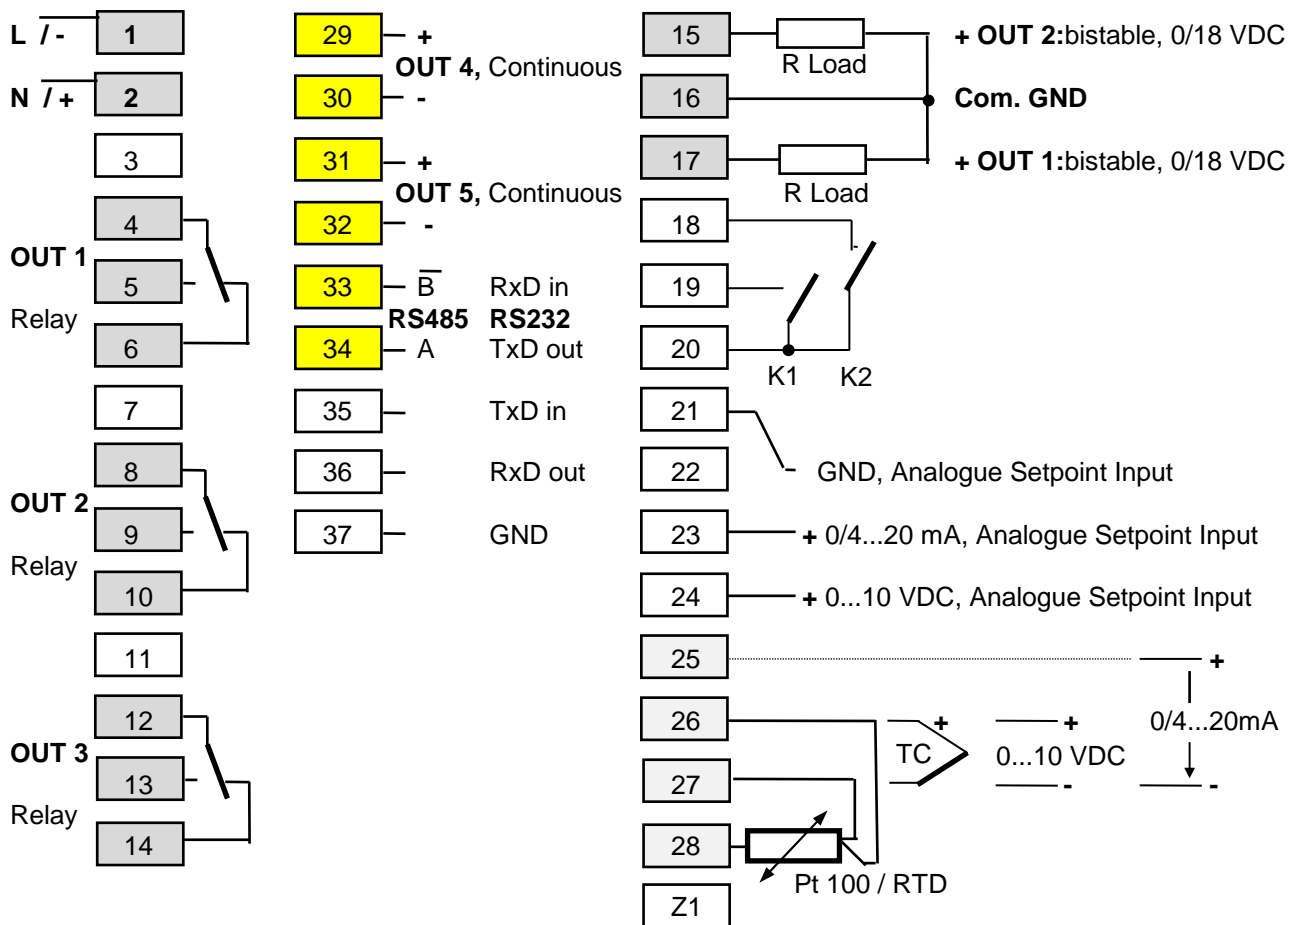 L / -
1
N / +
2
3
4
OUT 1
5
Relay
6
7
8
OUT 2
9
Relay
10
11
12
OUT 3
13
Relay
14
29 +
OUT 4, Continuous
30 -
31 +
OUT 5, Continuous
32 -
33 B̅ RxD in
RS485 RS232
34 A TxD out
35 TxD in
36 RxD out
37 GND
15 + OUT 2:bistable, 0/18 VDC
R Load
16 Com. GND
17 + OUT 1:bistable, 0/18 VDC
R Load
18
19
20
K1 K2
21
22 - GND, Analogue Setpoint Input
23 + 0/4...20 mA, Analogue Setpoint Input
24 + 0...10 VDC, Analogue Setpoint Input
25 +
26 + + 0/4...20mA
TC 0...10 VDC
27 - -
28
Pt 100 / RTD
Z1